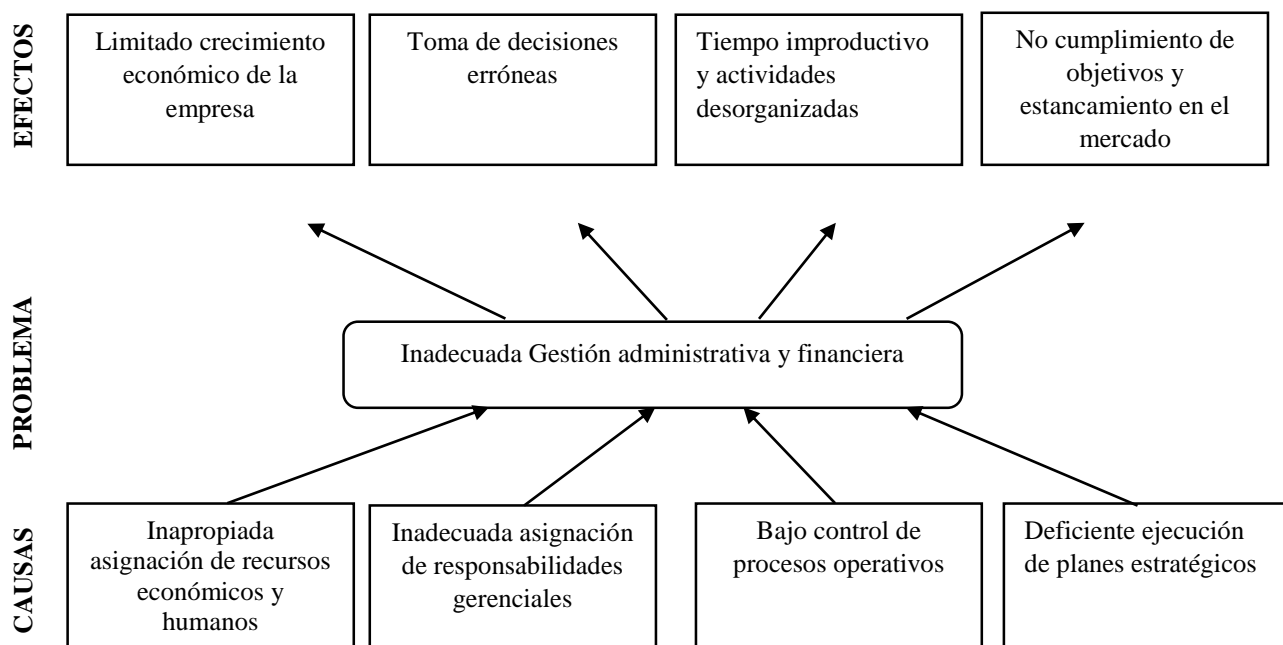 EFECTOS
Limitado crecimiento
económico de la
empresa
Toma de decisiones
erróneas
Tiempo improductivo
y actividades
desorganizadas
No cumplimiento de
objetivos y
estancamiento en el
mercado
PROBLEMA
Inadecuada Gestión administrativa y financiera
CAUSAS
Inapropiada
asignación de recursos
económicos y
humanos
Inadecuada asignación
de responsabilidades
gerenciales
Bajo control de
procesos operativos
Deficiente ejecución
de planes estratégicos